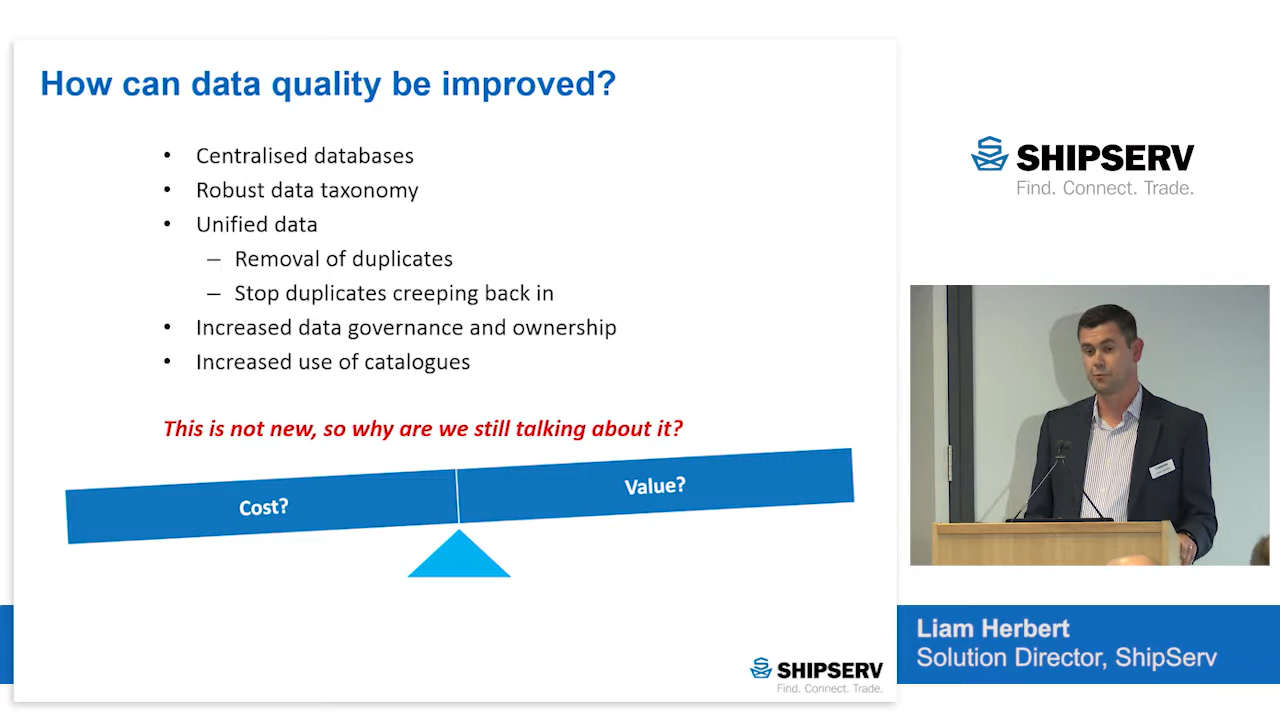 How can data quality be improved?
• Centralised databases
• Robust data taxonomy
• Unified data
– Removal of duplicates
– Stop duplicates creeping back in
• Increased data governance and ownership
• Increased use of catalogues
This is not new, so why are we still talking about it?
Cost?
Value?
SHIPSERV
Find. Connect. Trade.
SHIPSERV
Find. Connect. Trade.
Liam Herbert
Solution Director, ShipServ